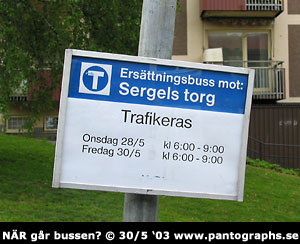 T
Ersättningsbuss mot:
Sergels torg
Trafikeras
Onsdag 28/5 kl 6:00 - 9:00
Fredag 30/5 kl 6:00 - 9:00
NÄR går bussen? © 30/5 '03 www.pantographs.se